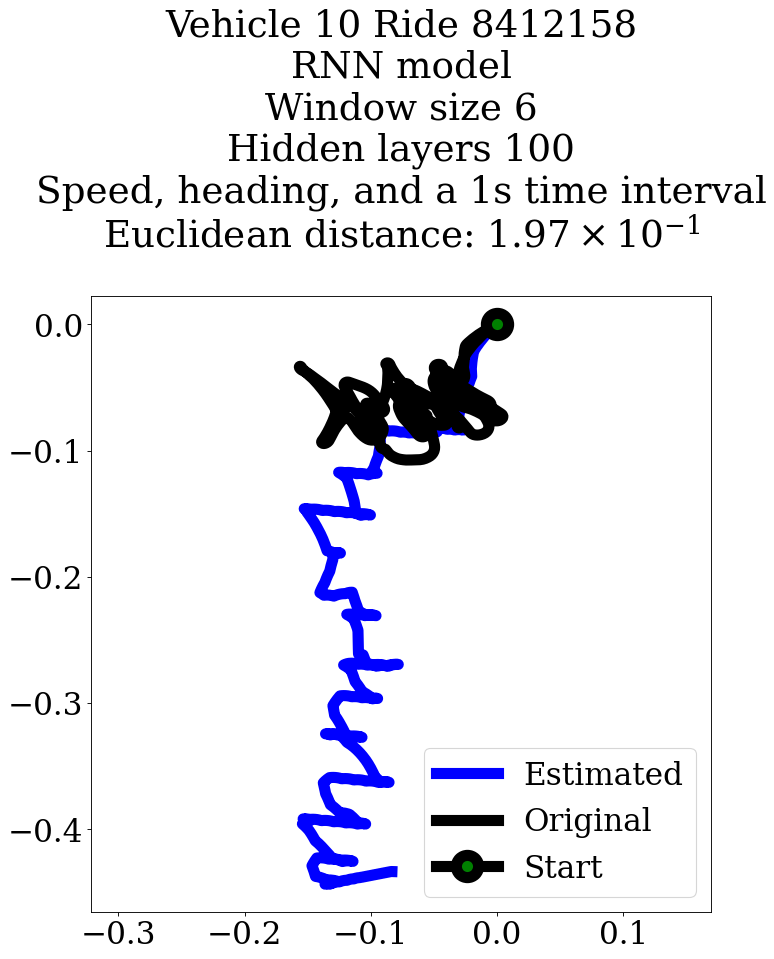 Vehicle 10 Ride 8412158
RNN model
Window size 6
Hidden layers 100
Speed, heading, and a 1s time interval
Euclidean distance: 1.97 × 10⁻¹
0.0
−0.1
−0.2
−0.3
−0.4
Estimated
Original
Start
−0.3 −0.2 −0.1 0.0 0.1